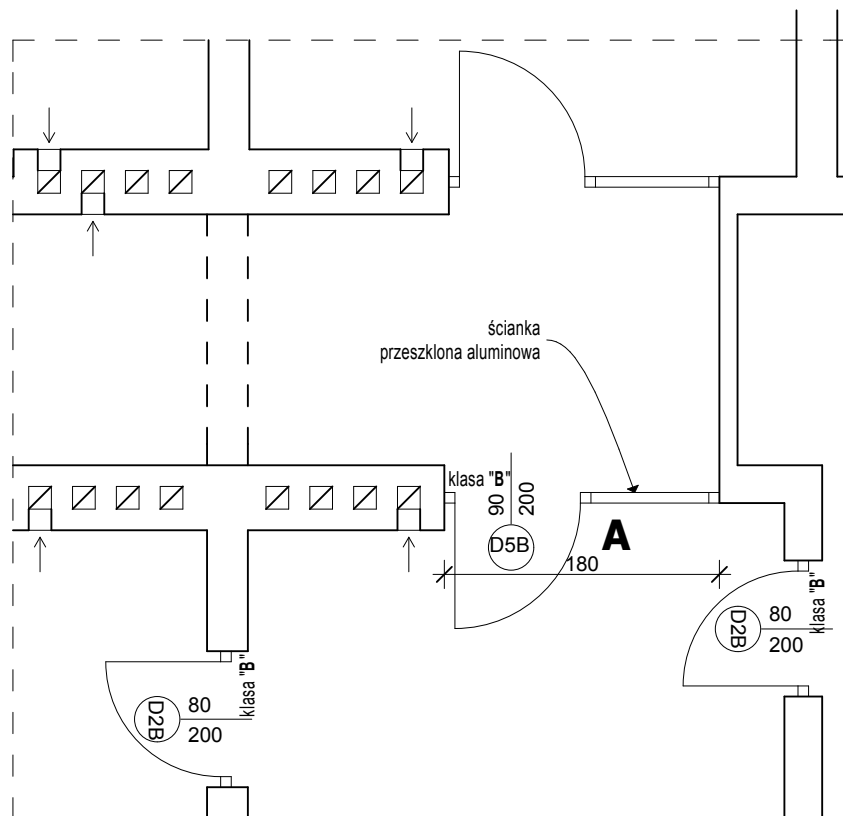 ścianka
przeszklona aluminowa
klasa "B"
90
200
D5B
A
180
D2B
80
200
klasa "B"
D2B
80
200
klasa "B"